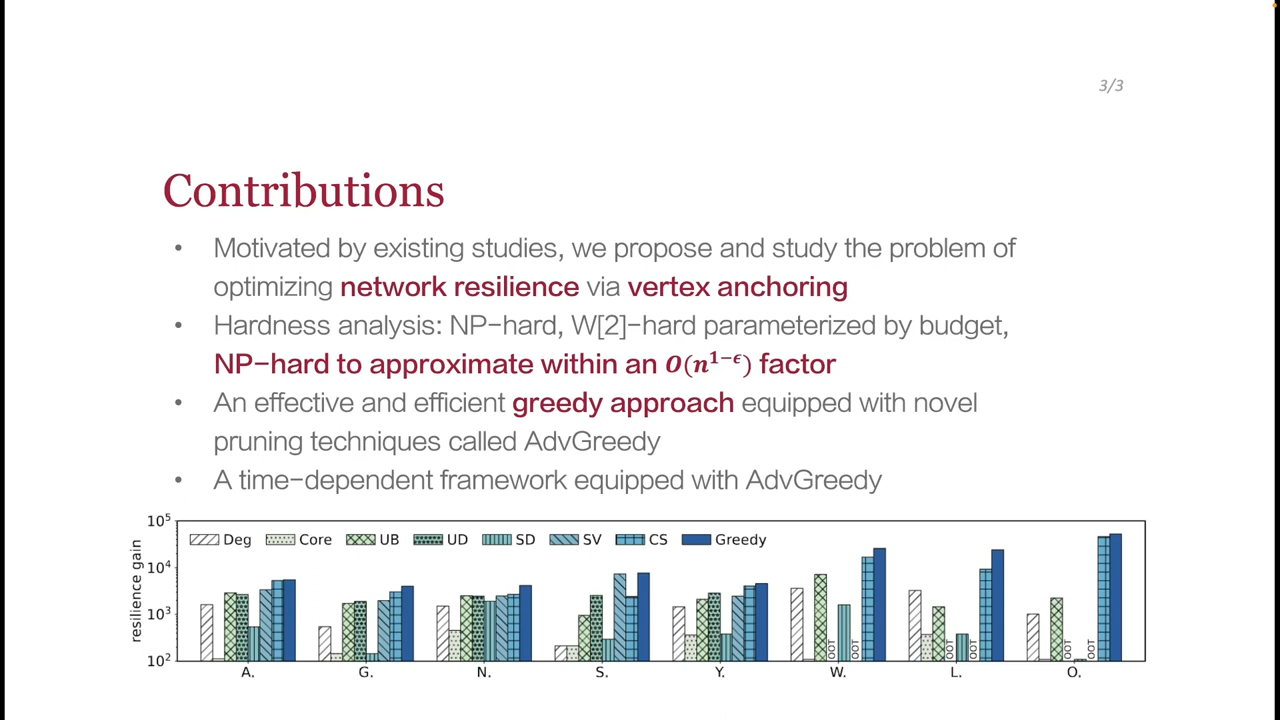 3/3
Contributions
• Motivated by existing studies, we propose and study the problem of
optimizing network resilience via vertex anchoring
• Hardness analysis: NP-hard, W[2]-hard parameterized by budget,
NP-hard to approximate within an O(n^{1-ϵ}) factor
• An effective and efficient greedy approach equipped with novel
pruning techniques called AdvGreedy
• A time-dependent framework equipped with AdvGreedy
resilience gain
10^5
10^4
10^3
10^2
Deg Core UB UD SD SV CS Greedy
OOT OOT OOT OOT OOT OOT
A. G. N. S. Y. W. L. O.